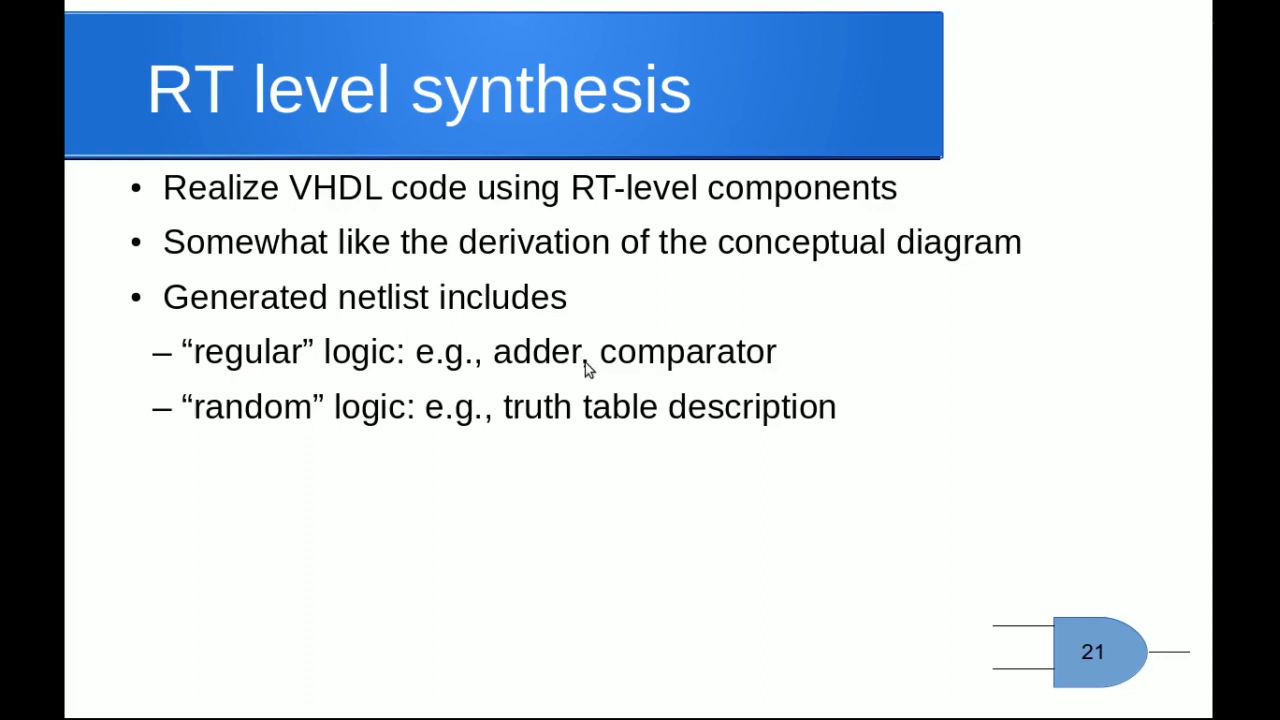 RT level synthesis
• Realize VHDL code using RT-level components
• Somewhat like the derivation of the conceptual diagram
• Generated netlist includes
– “regular” logic: e.g., adder, comparator
– “random” logic: e.g., truth table description
21